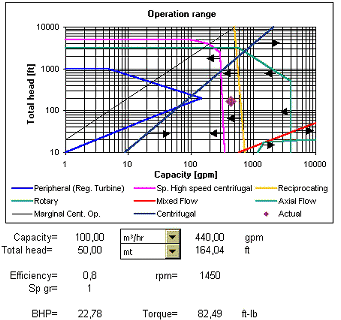 Operation range
Total head [ft]
10000
1000
100
10
1 10 100 1000 10000
Capacity [gpm]
Peripheral (Reg. Turbine) Sp. High speed centrifugal Reciprocating
Rotary Mixed Flow Axial Flow
Marginal Cent. Op. Centrifugal Actual
Capacity= 100,00 m³/hr 440,00 gpm
Total head= 50,00 mt 164,04 ft
Efficiency= 0,8 rpm= 1450
Sp gr= 1
BHP= 22,78 Torque= 82,49 ft-lb